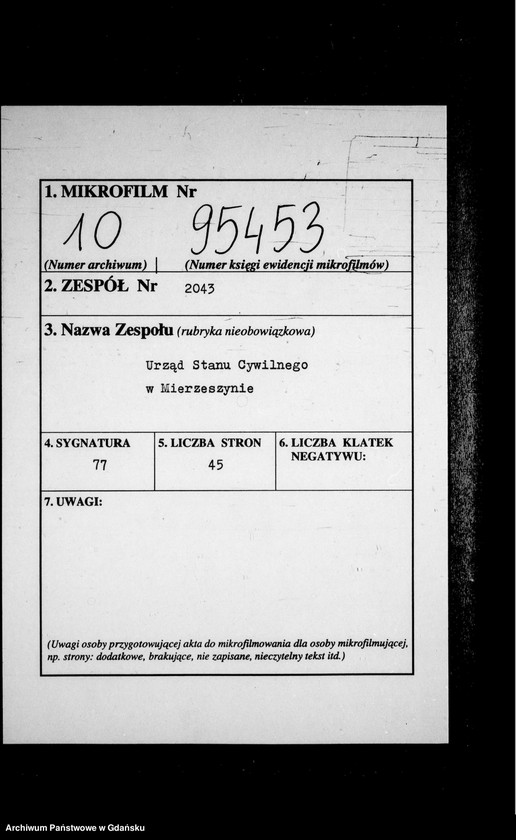 1. MIKROFILM Nr
10 95453
(Numer archiwum) (Numer księgi ewidencji mikrofilmów)
2. ZESPÓŁ Nr 2043
3. Nazwa Zespołu (rubryka nieobowiązkowa)
Urząd Stanu Cywilnego
w Mierzeszynie
4. SYGNATURA 5. LICZBA STRON 6. LICZBA KLATEK
NEGATYWU:
77 45
7. UWAGI:
(Uwagi osoby przygotowującej akta do mikrofilmowania dla osoby mikrofilmującej,
np. strony: dodatkowe, brakujące, nie zapisane, nieczytelny tekst itd.)
Archiwum Państwowe w Gdańsku